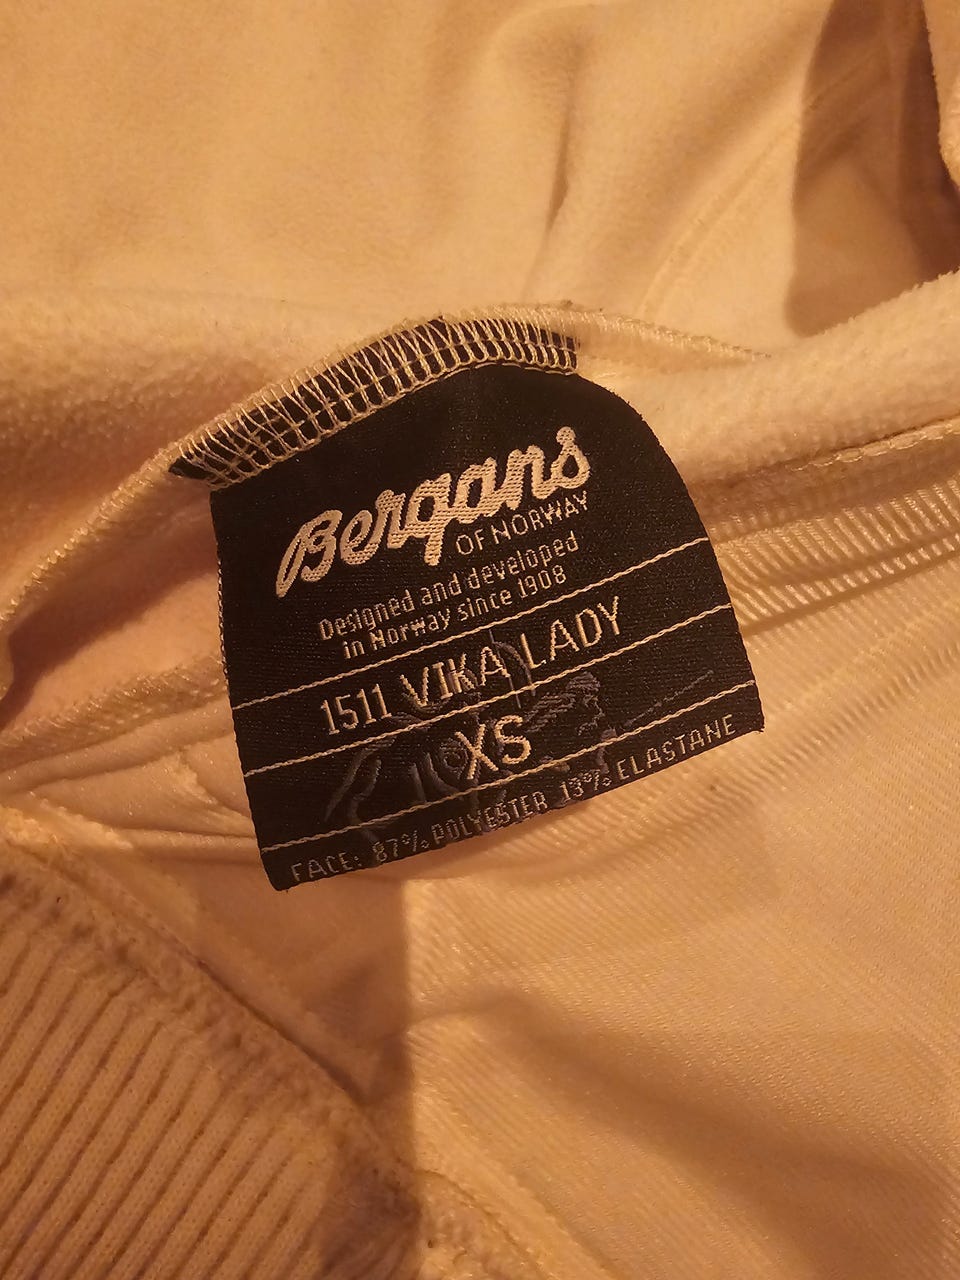 Bergans
OF NORWAY
Designed and developed
in Norway since 1908
1511 VIKA LADY
XS
FACE: 87% POLYESTER 13% ELASTANE